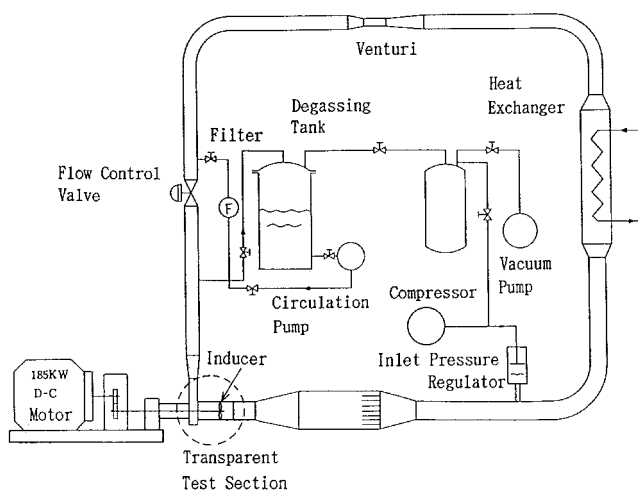 Venturi
Heat
Exchanger
Degassing
Tank
Filter
Flow Control
Valve
F
Vacuum
Pump
Circulation
Pump
Compressor
Inducer
Inlet Pressure
Regulator
185KW
D-C
Motor
Transparent
Test Section